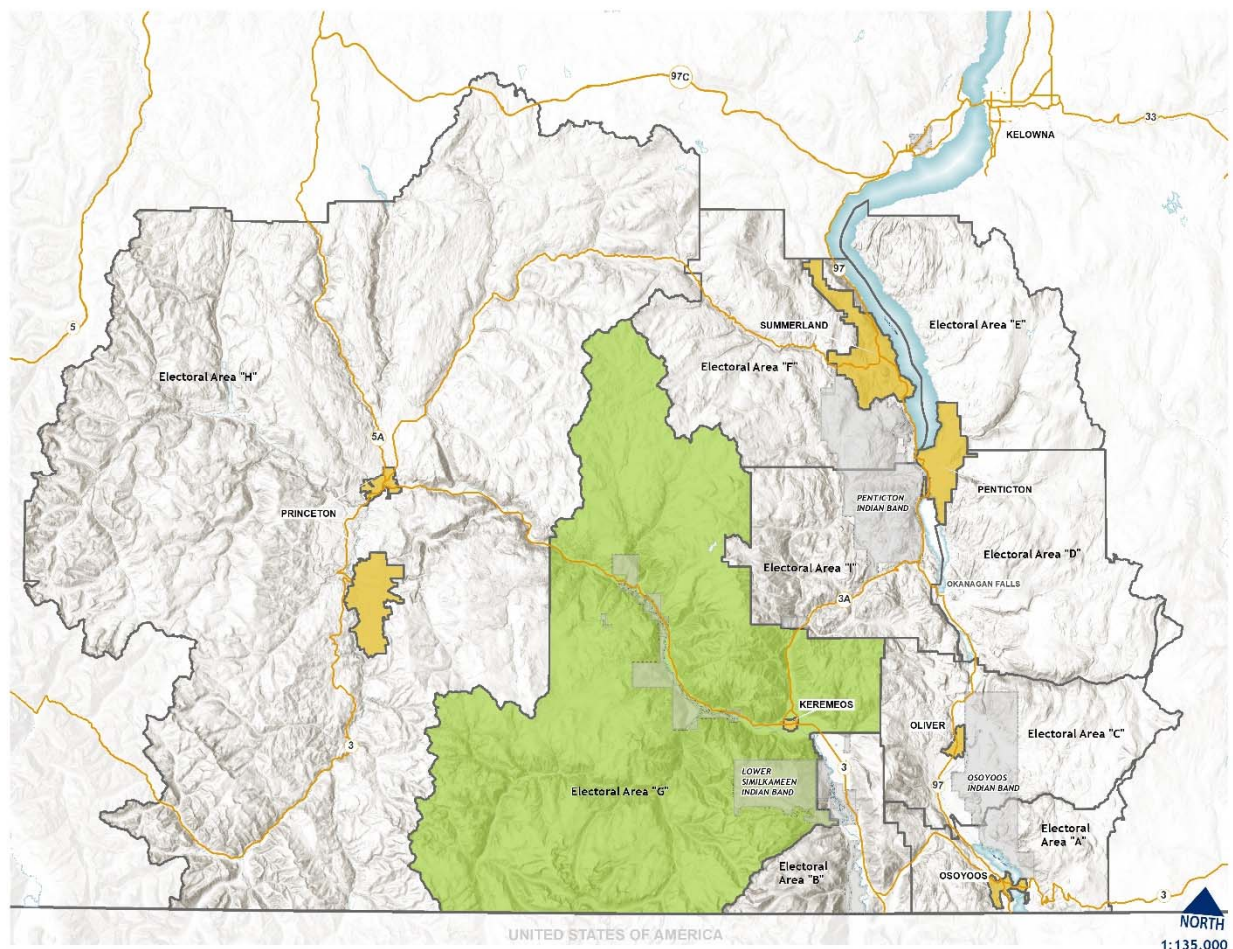 97C
33
KELOWNA
5
97
SUMMERLAND
Electoral Area "E"
Electoral Area "F"
Electoral Area "H"
5A
PRINCETON
PENTICTON
PENTICTON
INDIAN BAND
Electoral Area "D"
Electoral Area "I"
OKANAGAN FALLS
3A
KEREMEOS
OLIVER
Electoral Area "C"
3
3
LOWER
SIMILKAMEEN
INDIAN BAND
Electoral Area "G"
97
OSOYOOS
INDIAN BAND
Electoral
Area "A"
Electoral
Area "B"
OSOYOOS
3
NORTH
UNITED STATES OF AMERICA
1:135,000